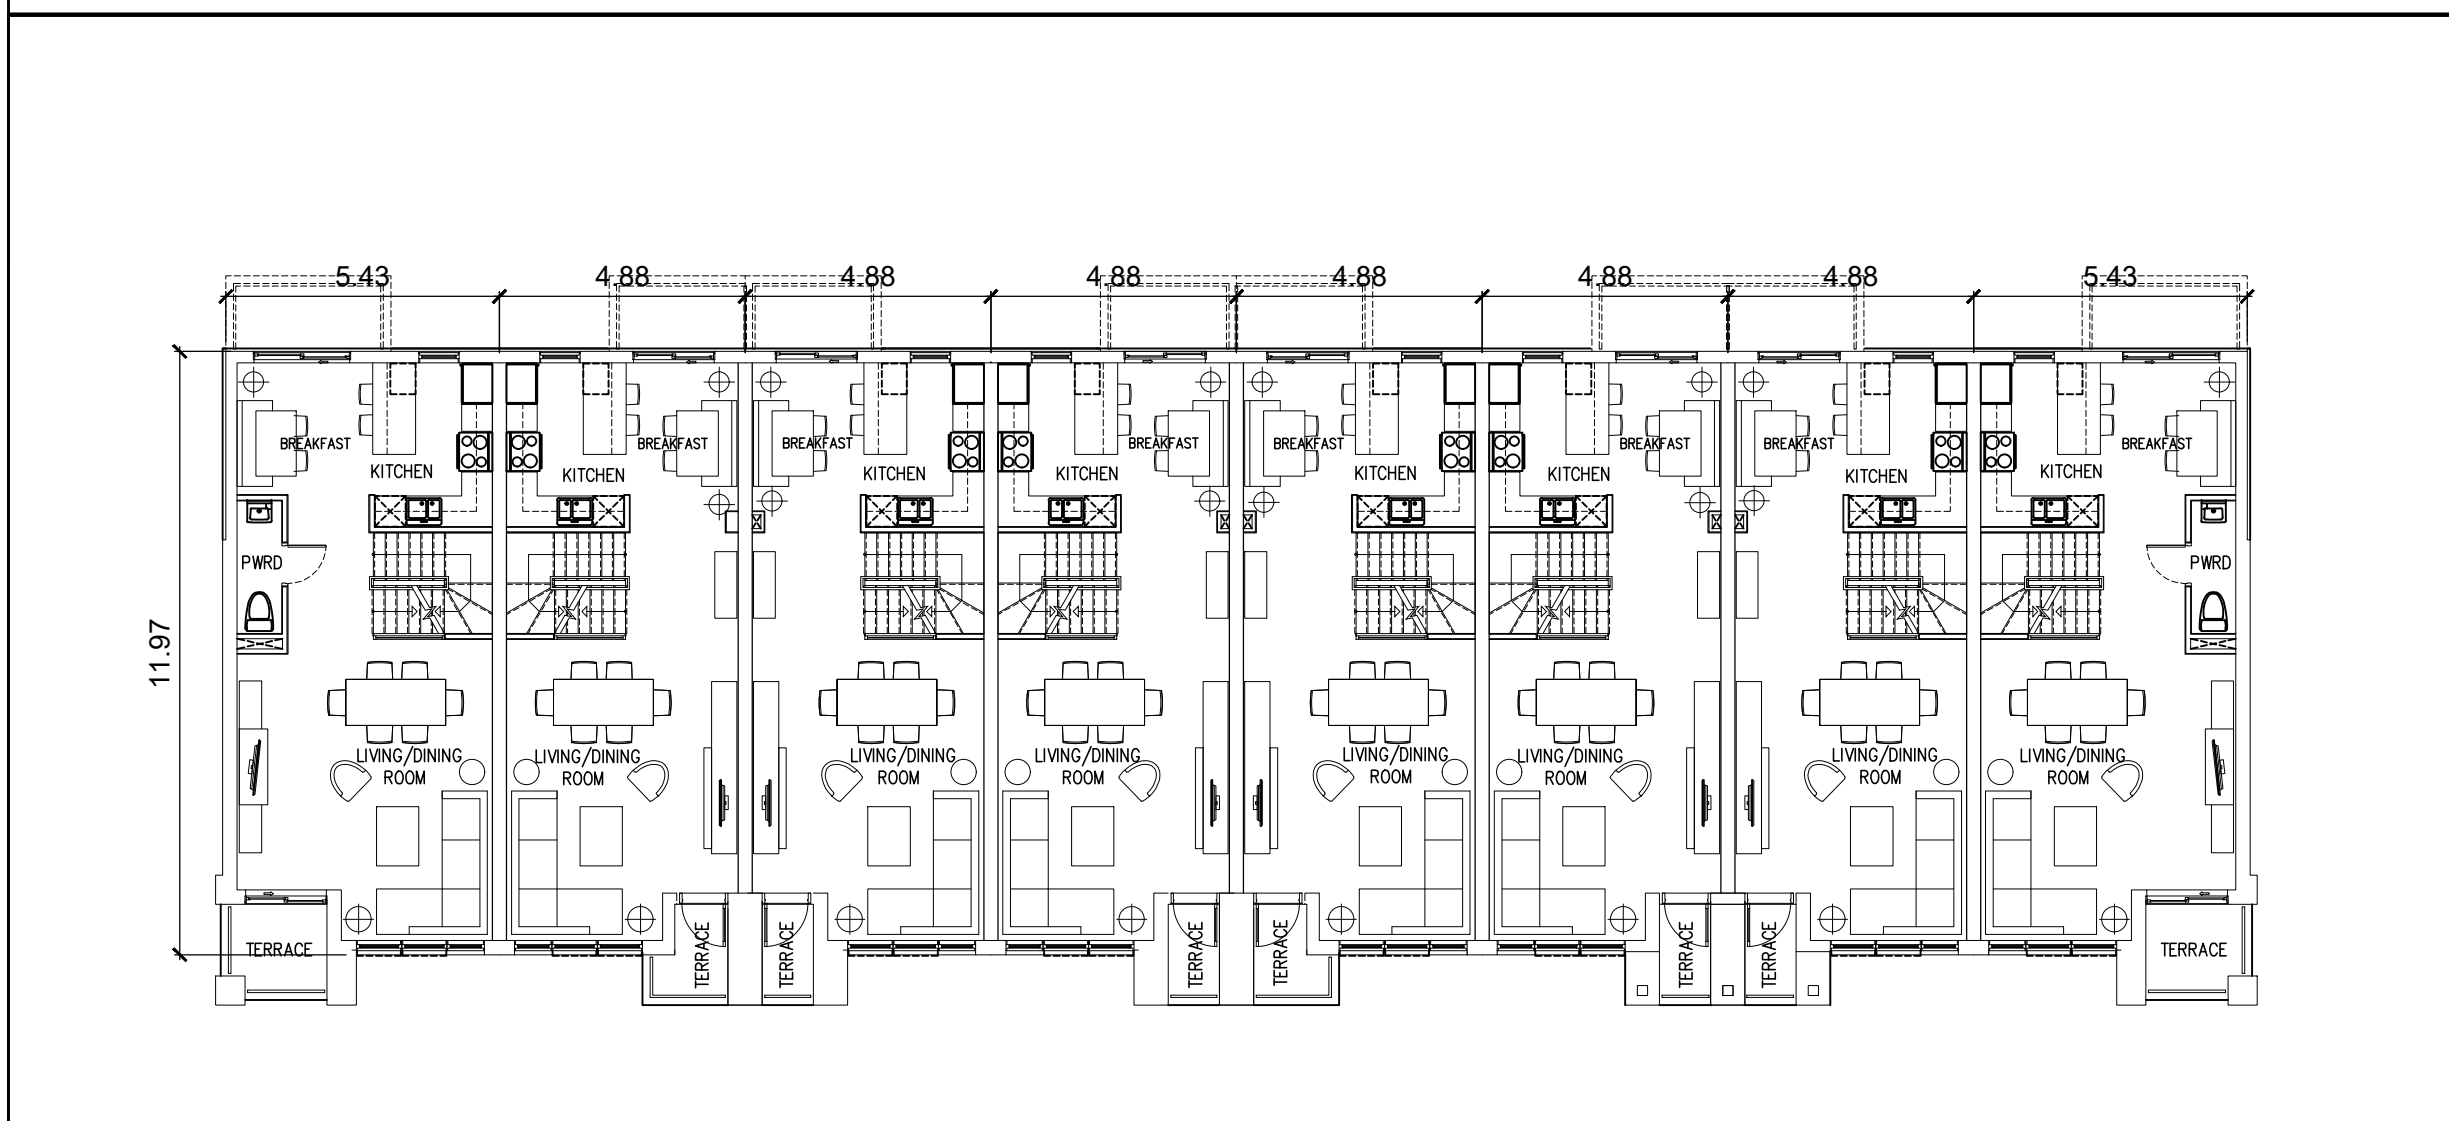 5.43
4.88
4.88
4.88
4.88
4.88
4.88
5.43
11.97
BREAKFAST
BREAKFAST
BREAKFAST
BREAKFAST
BREAKFAST
BREAKFAST
BREAKFAST
BREAKFAST
KITCHEN
KITCHEN
KITCHEN
KITCHEN
KITCHEN
KITCHEN
KITCHEN
KITCHEN
PWRD
PWRD
LIVING/DINING
ROOM
LIVING/DINING
ROOM
LIVING/DINING
ROOM
LIVING/DINING
ROOM
LIVING/DINING
ROOM
LIVING/DINING
ROOM
LIVING/DINING
ROOM
LIVING/DINING
ROOM
TERRACE
TERRACE
TERRACE
TERRACE
TERRACE
TERRACE
TERRACE
TERRACE